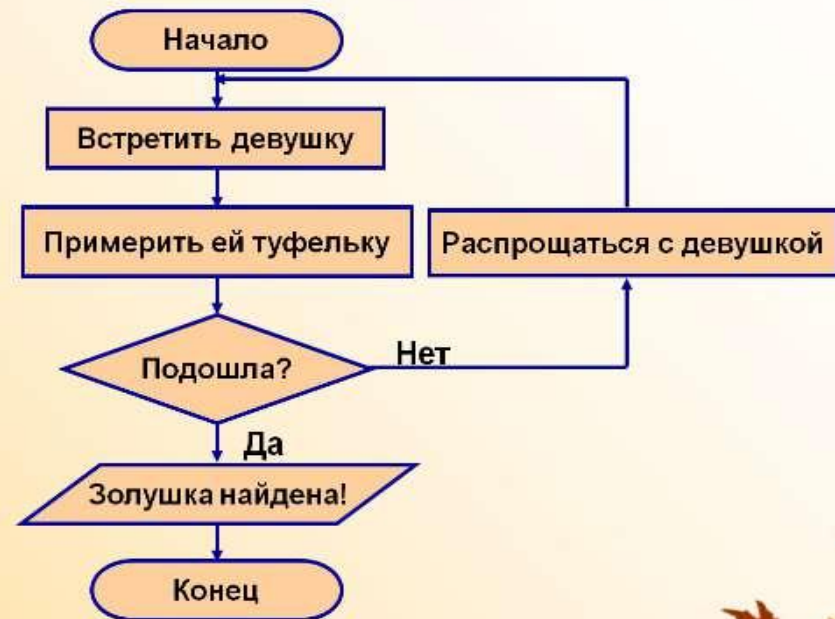 Начало
Встретить девушку
Примерить ей туфельку
Распрощаться с девушкой
Подошла?
Нет
Да
Золушка найдена!
Конец